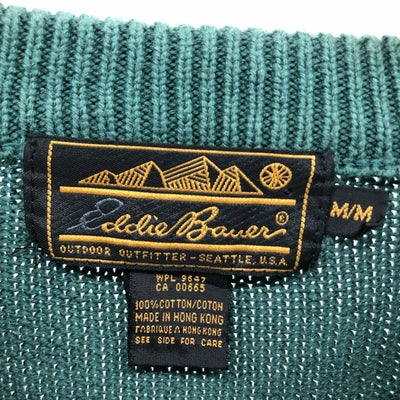 Eddie Bauer®
M/M
OUTDOOR OUTFITTER - SEATTLE, U.S.A.
WPL 9647
CA 00665
100% COTTON/COTON
MADE IN HONG KONG
FABRIQUE A HONG KONG
SEE SIDE FOR CARE